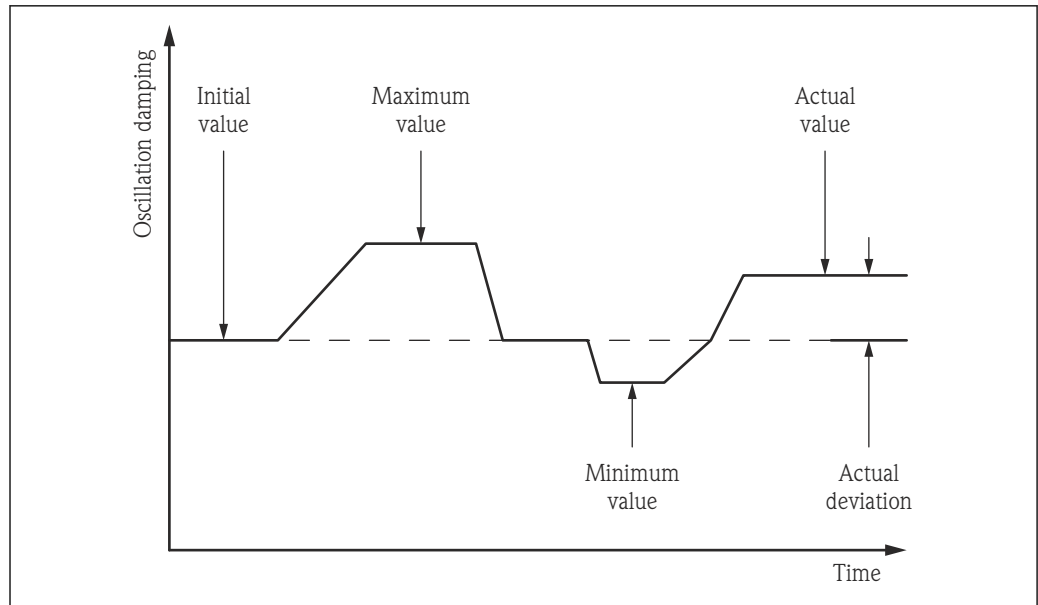 Oscillation damping
Initial
value
Maximum
value
Actual
value
Minimum
value
Actual
deviation
Time